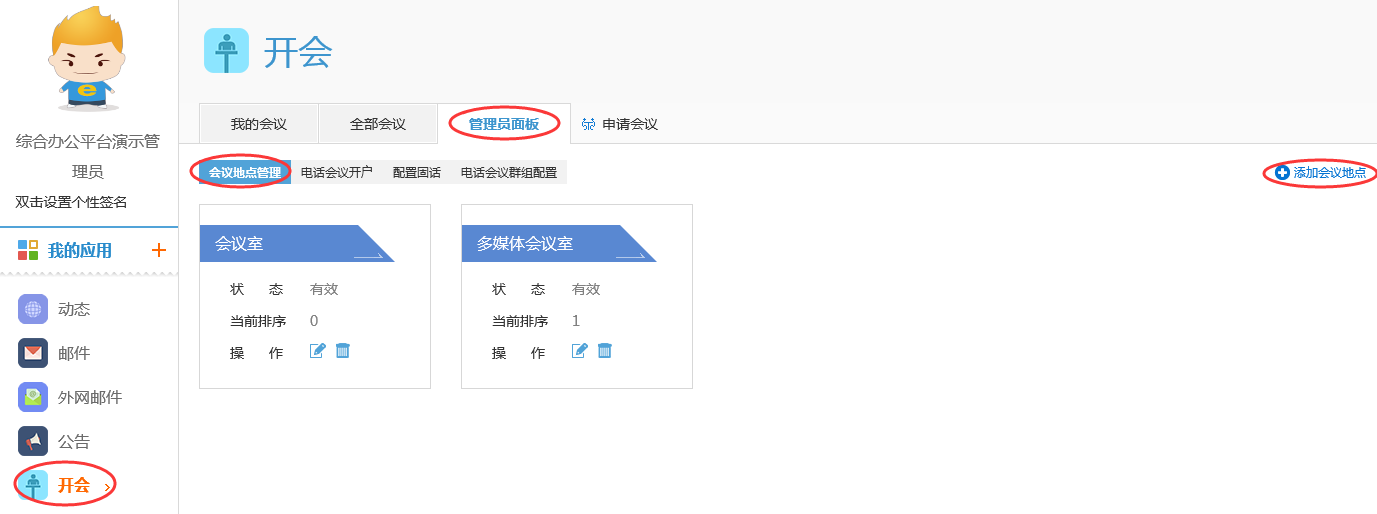 综合办公平台演示管
理员
双击设置个性签名
我的应用
动态
邮件
外网邮件
公告
开会
开会
我的会议 全部会议 管理员面板 申请会议
会议地点管理 电话会议开户 配置固话 电话会议群组配置 添加会议地点
会议室
状 态 有效
当前排序 0
操 作
多媒体会议室
状 态 有效
当前排序 1
操 作